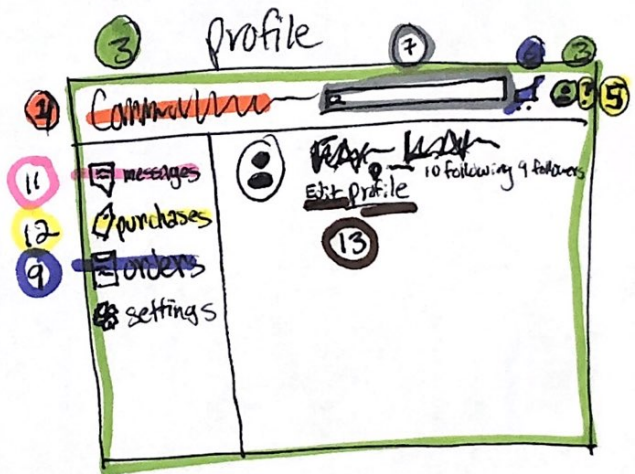 3 profile 7 6 3
1 5
11 messages 10 following 9 followers
12 purchases Edit profile
9 orders 13
settings